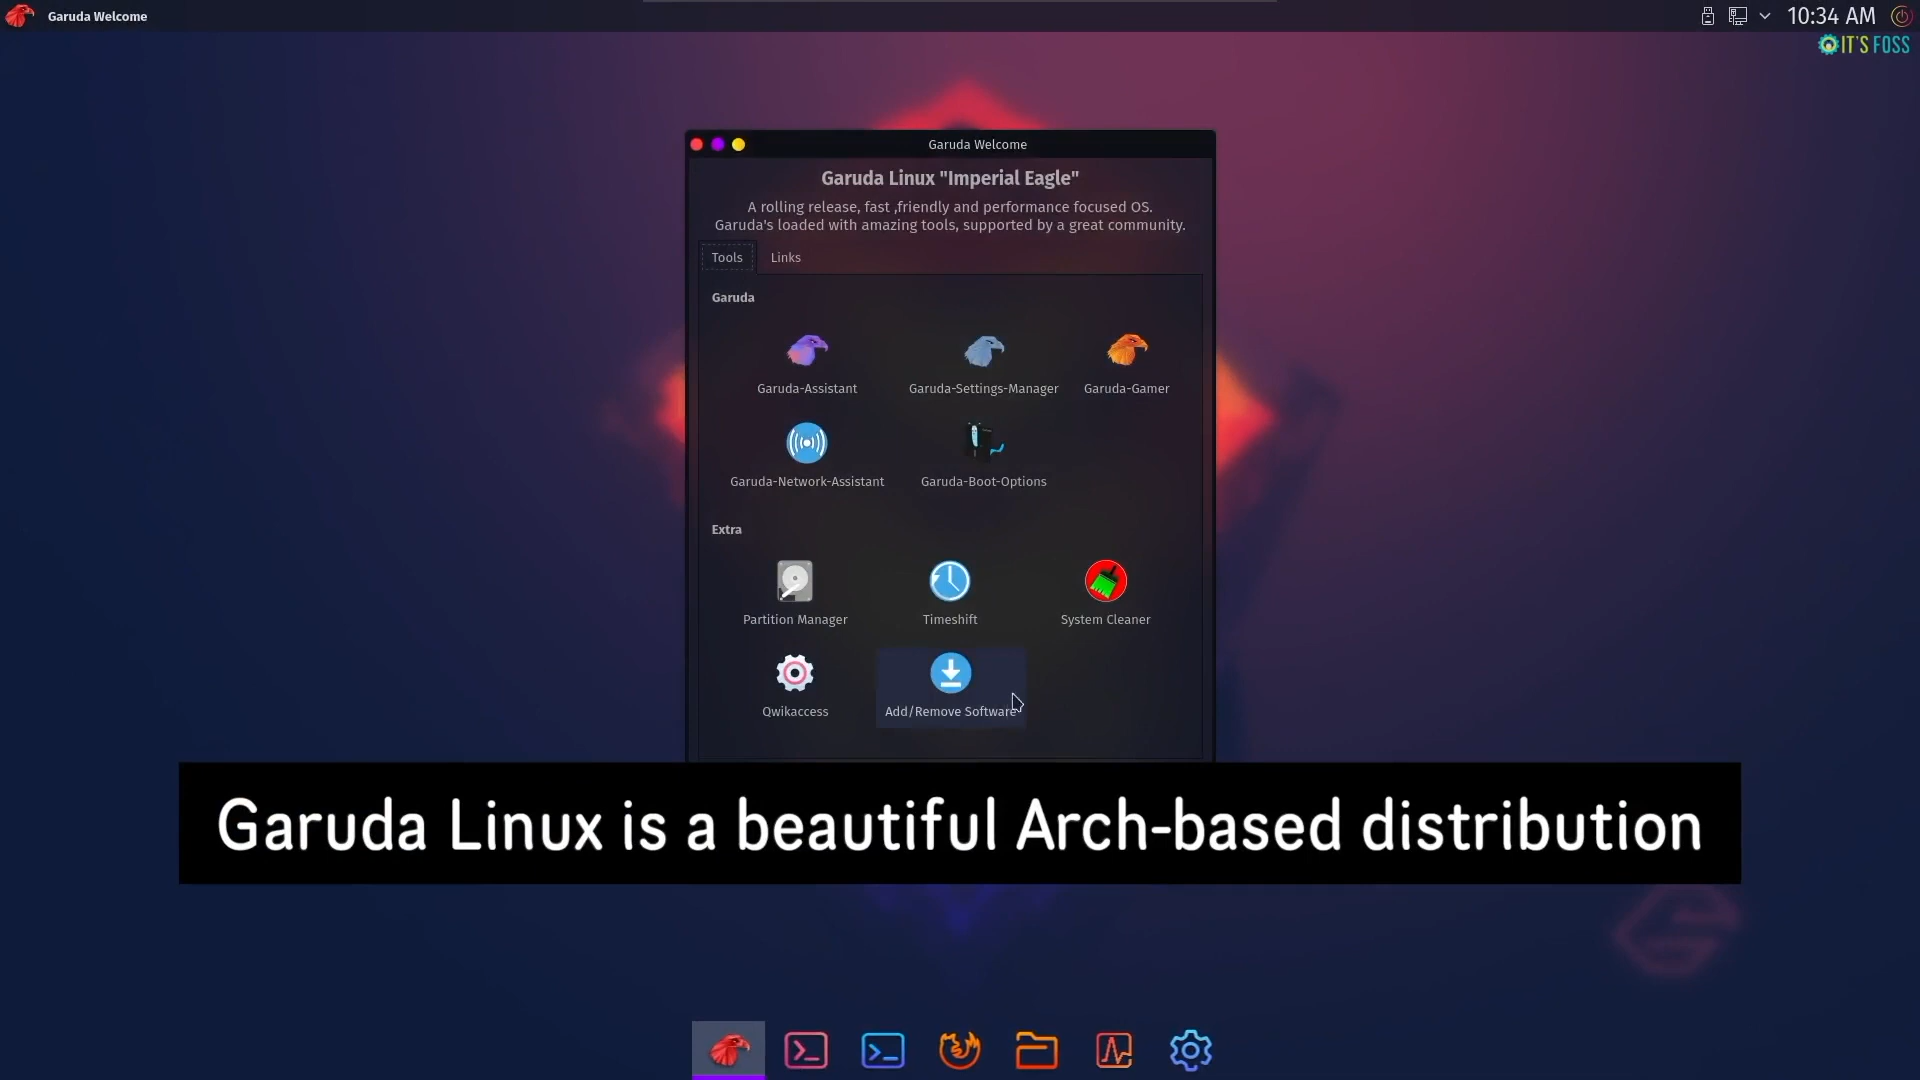 Garuda Welcome
10:34 AM
IT'S FOSS
Garuda Welcome
Garuda Linux "Imperial Eagle"
A rolling release, fast ,friendly and performance focused OS.
Garuda's loaded with amazing tools, supported by a great community.
Tools Links
Garuda
Garuda-Assistant Garuda-Settings-Manager Garuda-Gamer
Garuda-Network-Assistant Garuda-Boot-Options
Extra
Partition Manager Timeshift System Cleaner
Qwikaccess Add/Remove Software
Garuda Linux is a beautiful Arch-based distribution